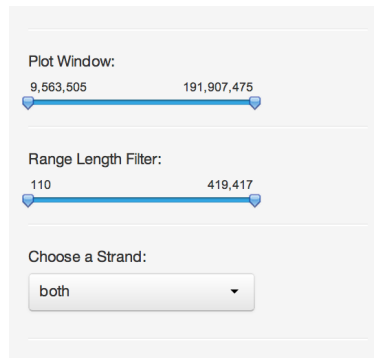 Plot Window:
9,563,505 191,907,475
Range Length Filter:
110 419,417
Choose a Strand:
both